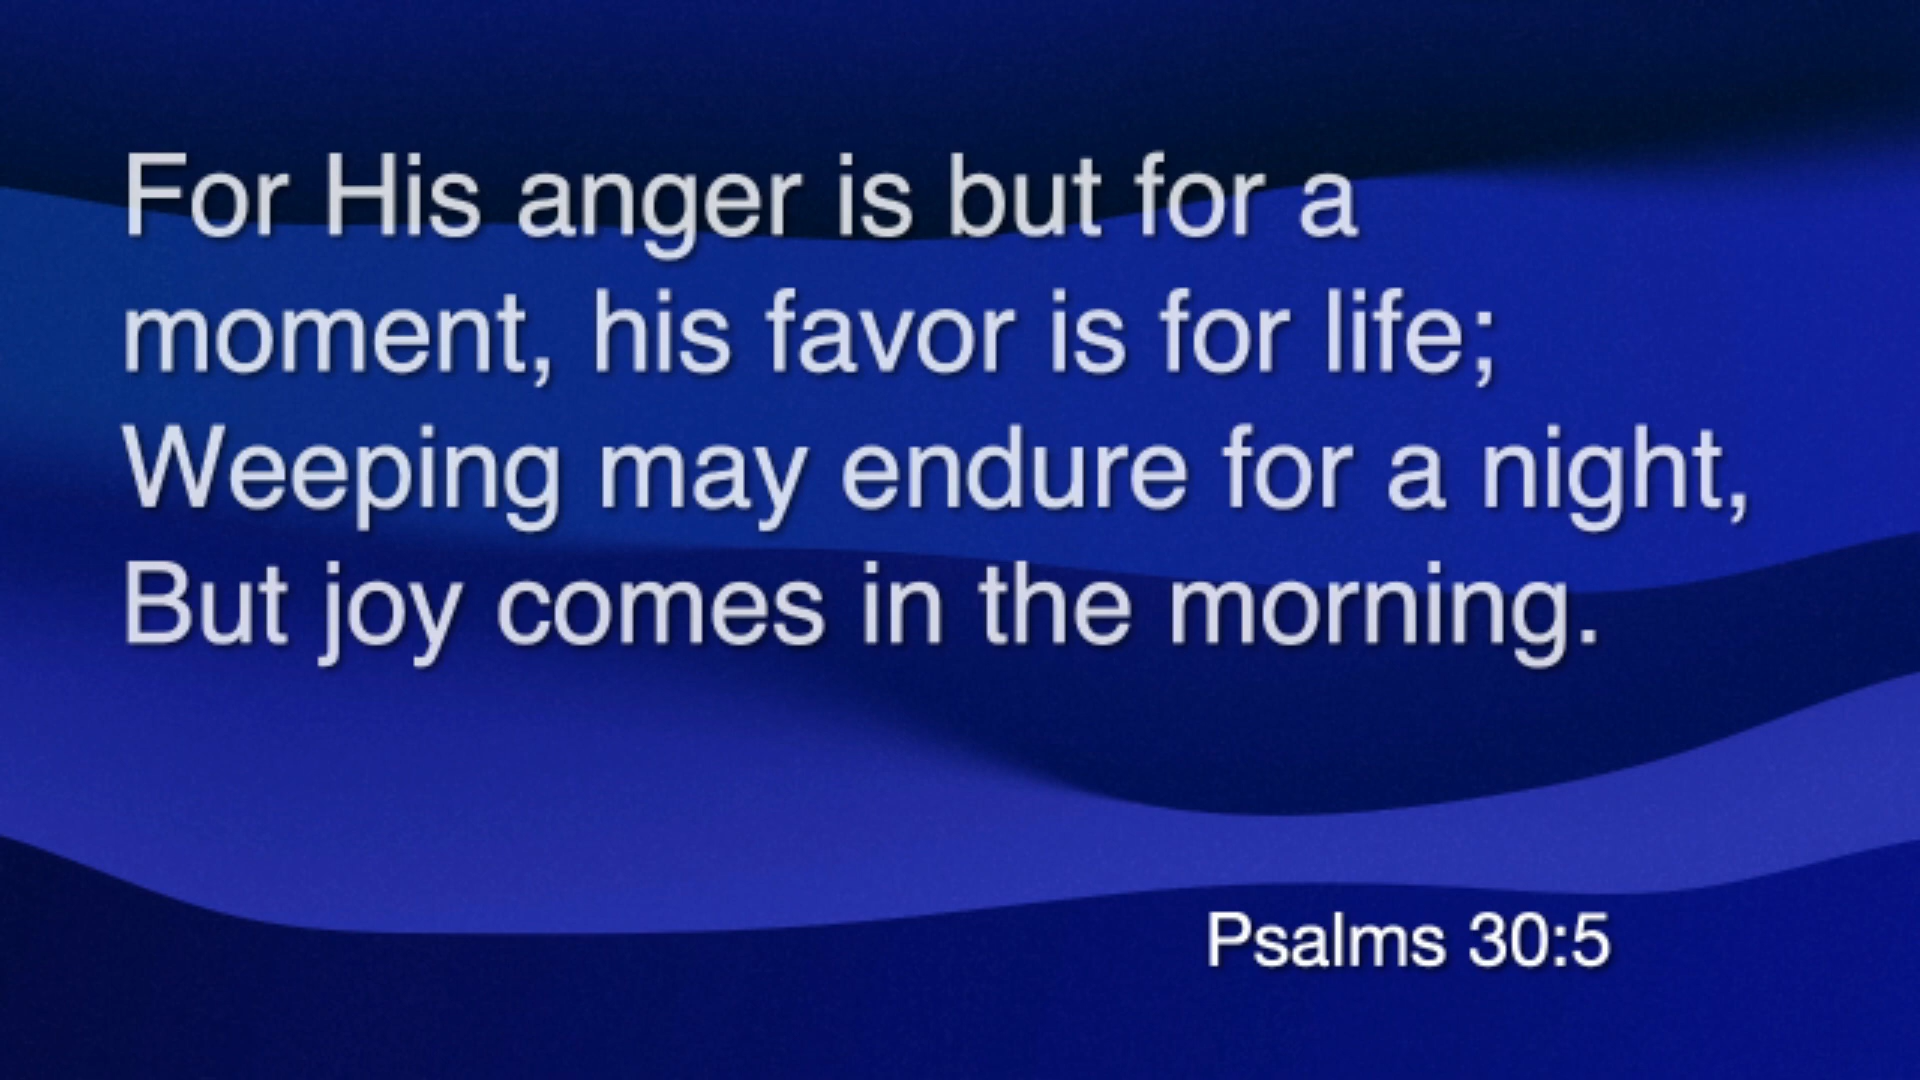 For His anger is but for a
moment, his favor is for life;
Weeping may endure for a night,
But joy comes in the morning.
Psalms 30:5